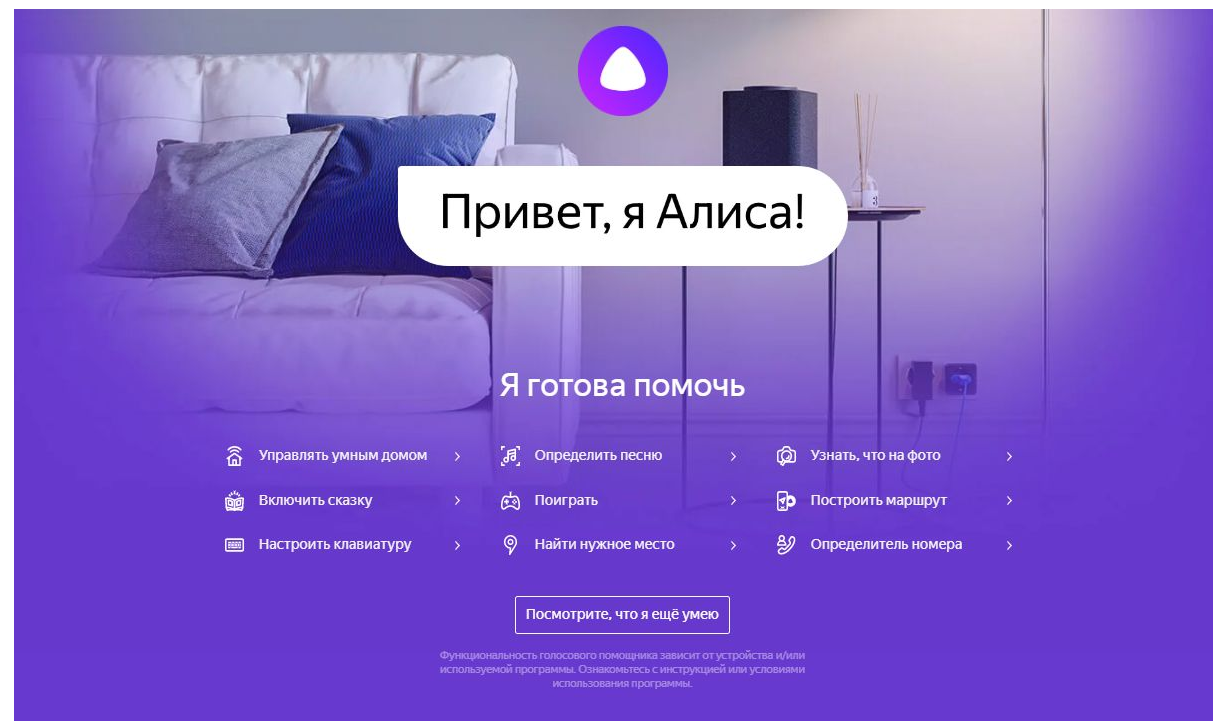 Привет, я Алиса!
Я готова помочь
Управлять умным домом
Определить песню
Узнать, что на фото
Включить сказку
Поиграть
Построить маршрут
Настроить клавиатуру
Найти нужное место
Определитель номера
Посмотрите, что я ещё умею
Функциональность голосового помощника зависит от устройства и/или
используемой программы. Ознакомьтесь с инструкцией или условиями
использования программы.